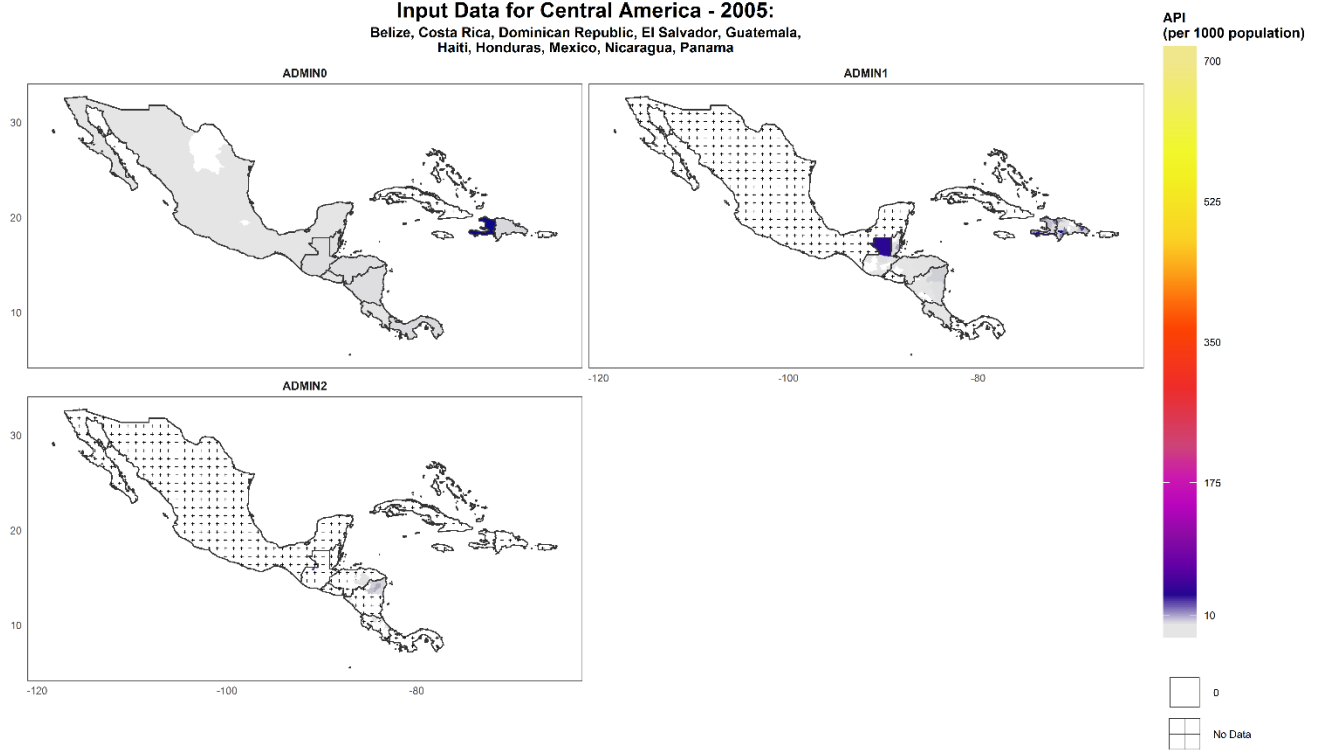 Input Data for Central America - 2005:
Belize, Costa Rica, Dominican Republic, El Salvador, Guatemala,
Haiti, Honduras, Mexico, Nicaragua, Panama
API
(per 1000 population)
ADMIN0
ADMIN1
700
30
20
10
525
350
-120
-100
-80
ADMIN2
30
20
10
175
10
-120
-100
-80
0
No Data